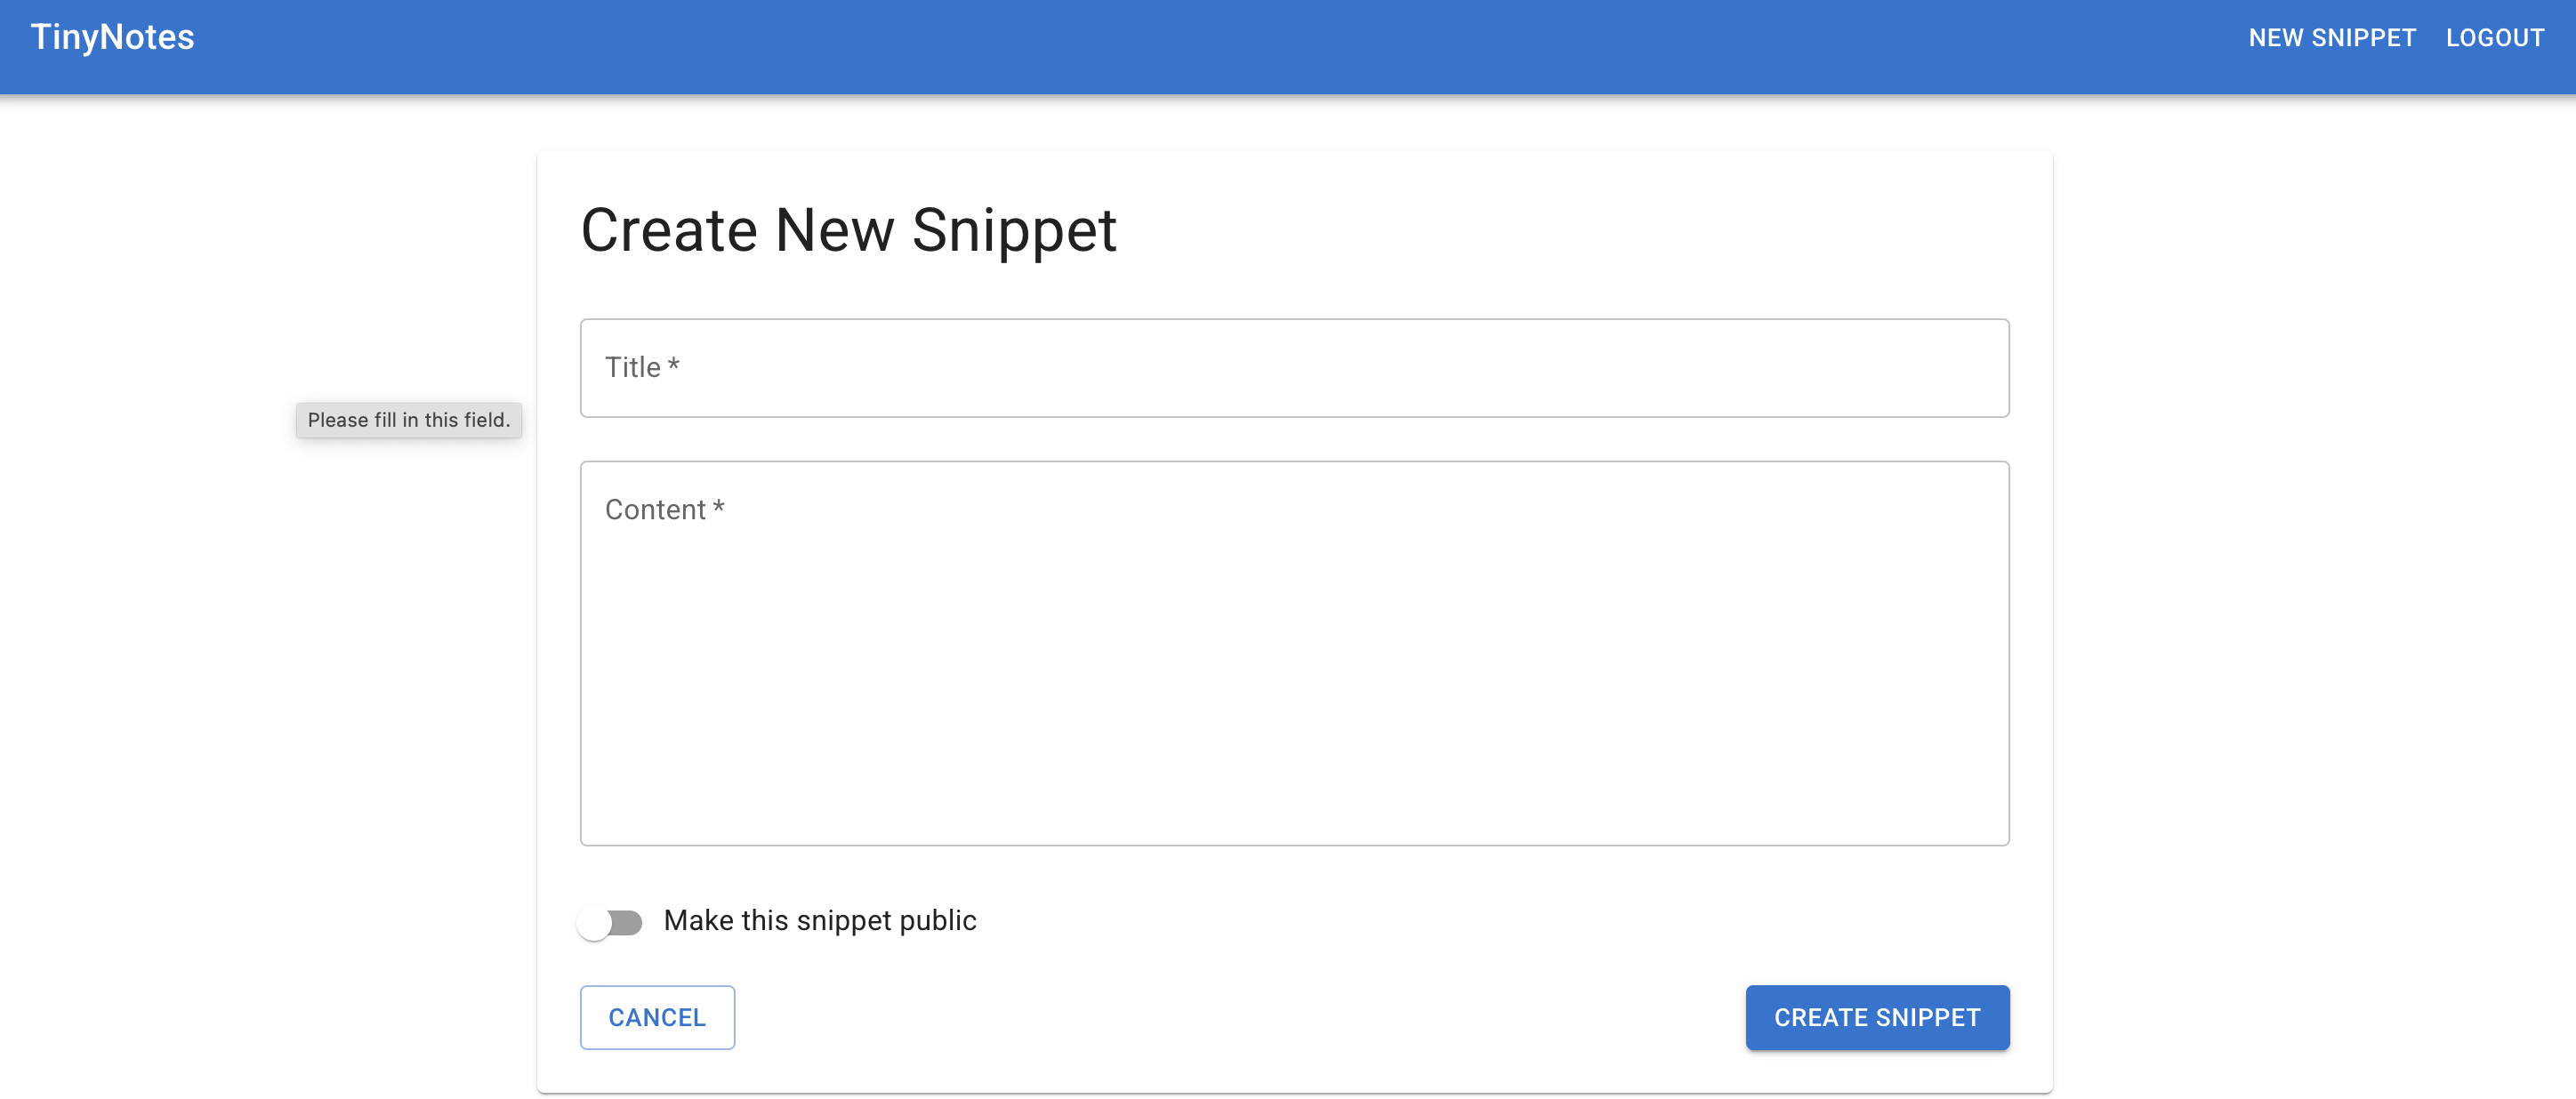 TinyNotes
NEW SNIPPET
LOGOUT
Create New Snippet
Title *
Please fill in this field.
Content *
Make this snippet public
CANCEL
CREATE SNIPPET